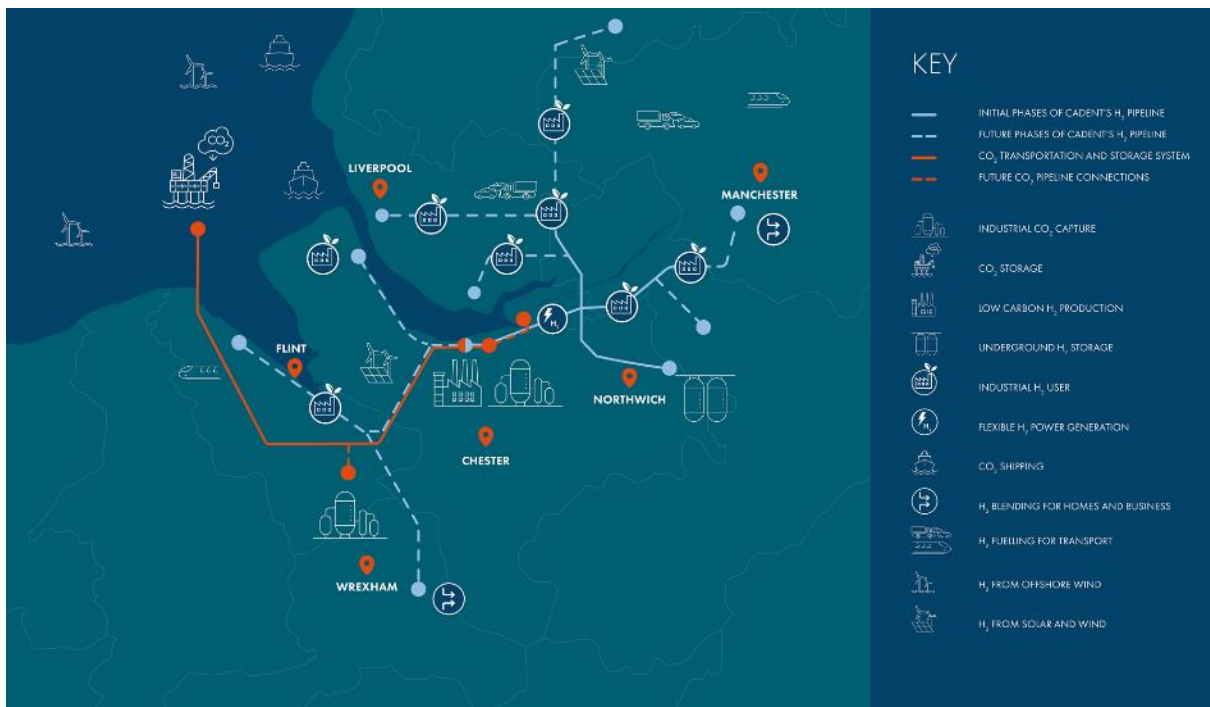 KEY
INITIAL PHASES OF CADENT'S H₂ PIPELINE
FUTURE PHASES OF CADENT'S H₂ PIPELINE
CO₂ TRANSPORTATION AND STORAGE SYSTEM
FUTURE CO₂ PIPELINE CONNECTIONS
INDUSTRIAL CO₂ CAPTURE
CO₂ STORAGE
LOW CARBON H₂ PRODUCTION
UNDERGROUND H₂ STORAGE
INDUSTRIAL H₂ USER
FLEXIBLE H₂ POWER GENERATION
CO₂ SHIPPING
H₂ BLENDING FOR HOMES AND BUSINESS
H₂ FUELLING FOR TRANSPORT
H₂ FROM OFFSHORE WIND
H₂ FROM SOLAR AND WIND
CO₂
LIVERPOOL
MANCHESTER
FLINT
H₂
NORTHWICH
CHESTER
WREXHAM
H₂